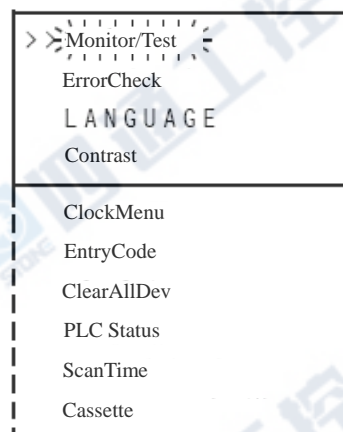 >> Monitor/Test
ErrorCheck
LANGUAGE
Contrast
ClockMenu
EntryCode
ClearAllDev
PLC Status
ScanTime
Cassette